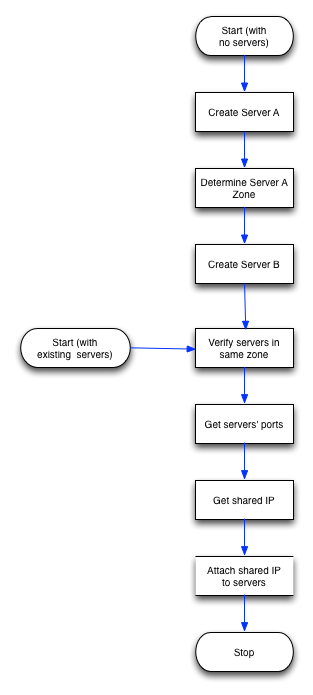 Start (with
no servers)
Create Server A
Determine Server A
Zone
Create Server B
Start (with
existing  servers)
Verify servers in
same zone
Get servers' ports
Get shared IP
Attach shared IP
to servers
Stop